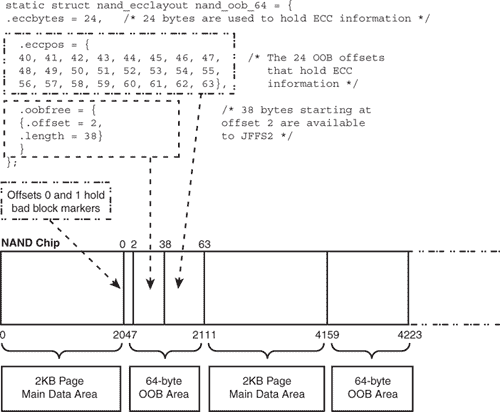 static struct nand_ecclayout nand_oob_64 = {
.eccbytes = 24, /* 24 bytes are used to hold ECC information */
.eccpos = {
40, 41, 42, 43, 44, 45, 46, 47,
48, 49, 50, 51, 52, 53, 54, 55,
56, 57, 58, 59, 60, 61, 62, 63},
/* The 24 OOB offsets
that hold ECC
information */
.oobfree = {
{.offset = 2,
.length = 38}
}
};
/* 38 bytes starting at
offset 2 are available
to JFFS2 */
Offsets 0 and 1 hold
bad block markers
NAND Chip
0 2 38 63
0 2047 2111 4159 4223
2KB Page
Main Data Area
64-byte
OOB Area
2KB Page
Main Data Area
64-byte
OOB Area